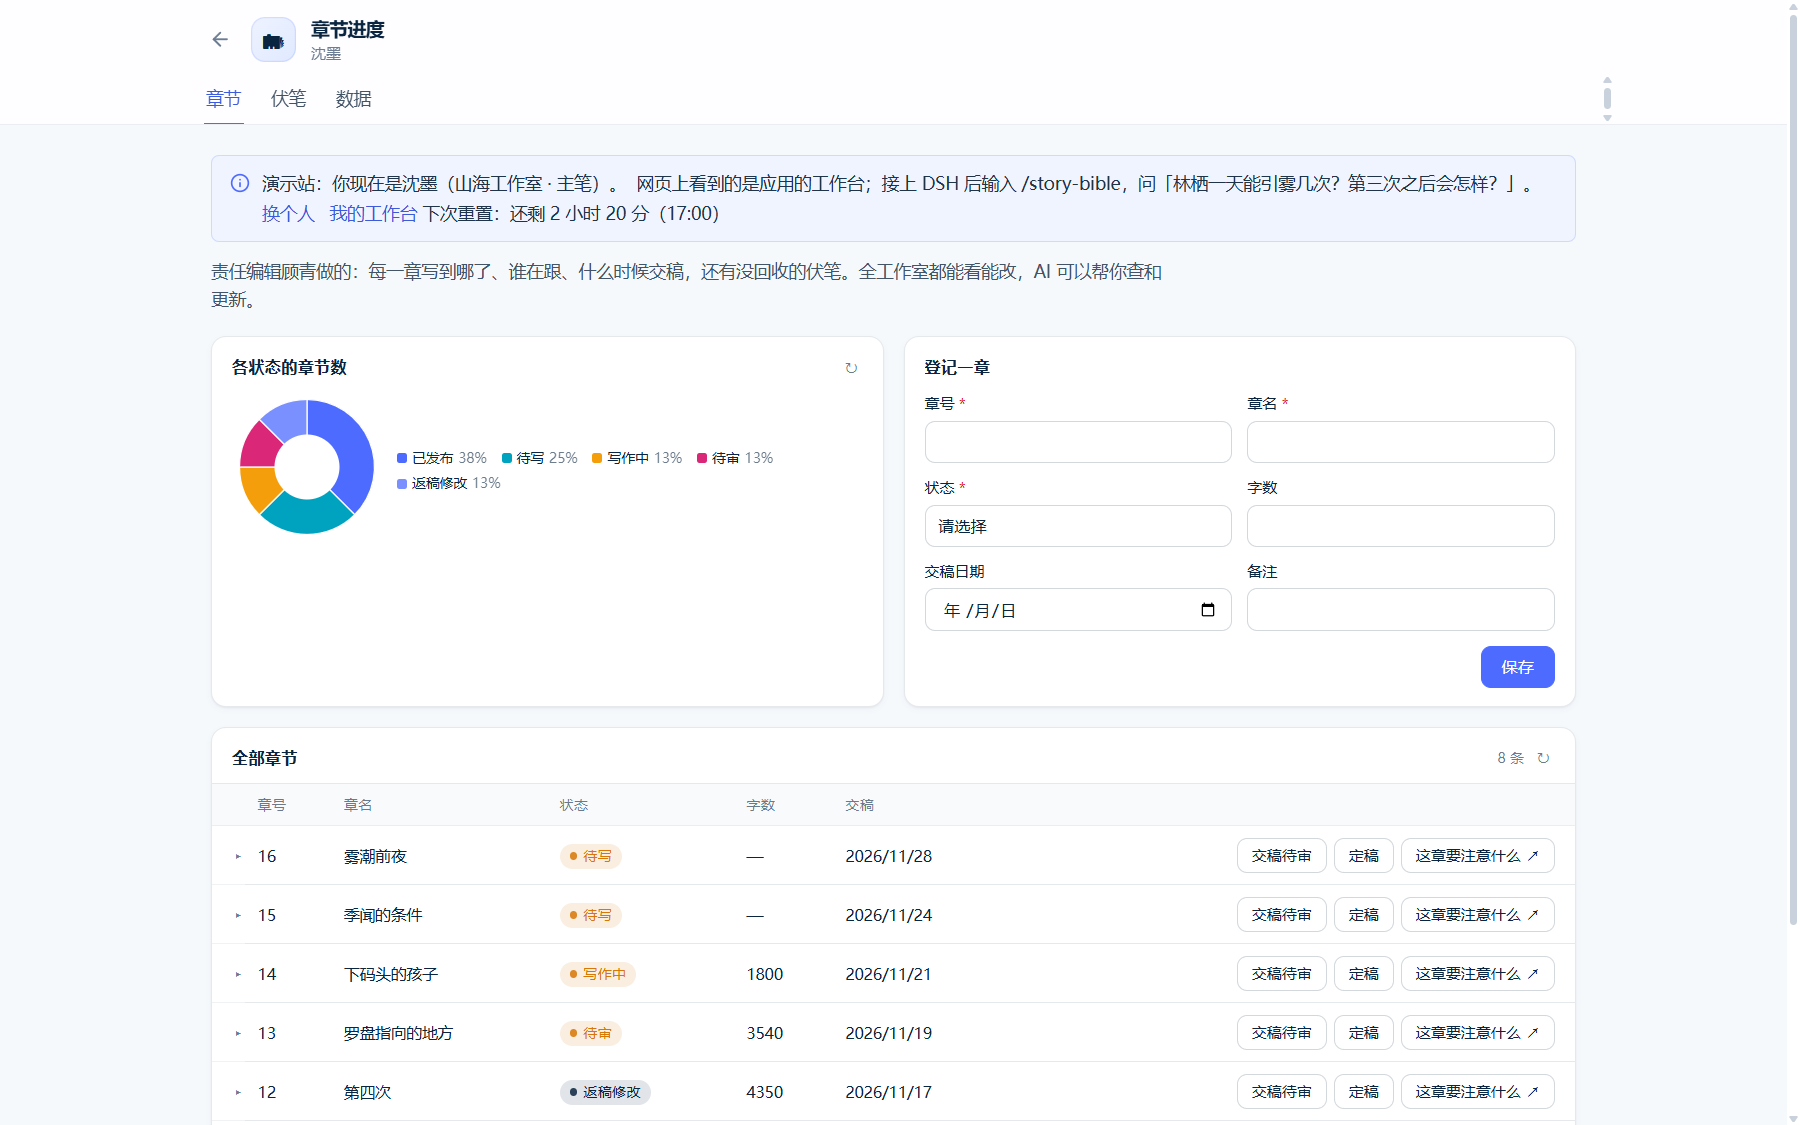 章节进度
沈墨
章节 伏笔 数据
演示站：你现在是沈墨（山海工作室 · 主笔）。 网页上看到的是应用的工作台；接上 DSH 后输入 /story-bible，问「林栖一天能引雾几次？第三次之后会怎样？」。
换个人 我的工作台 下次重置：还剩 2 小时 20 分（17:00）
责任编辑顾青做的：每一章写到哪了、谁在跟、什么时候交稿，还有没回收的伏笔。全工作室都能看能改，AI 可以帮你查和
更新。
各状态的章节数
已发布 38% 待写 25% 写作中 13% 待审 13%
返稿修改 13%
登记一章
章号 * 章名 *
状态 * 字数
请选择
交稿日期 备注
年 /月/日
保存
全部章节 8 条
章号 章名 状态 字数 交稿
16 雾潮前夜 待写 — 2026/11/28 交稿待审 定稿 这章要注意什么 ↗
15 季闻的条件 待写 — 2026/11/24 交稿待审 定稿 这章要注意什么 ↗
14 下码头的孩子 写作中 1800 2026/11/21 交稿待审 定稿 这章要注意什么 ↗
13 罗盘指向的地方 待审 3540 2026/11/19 交稿待审 定稿 这章要注意什么 ↗
12 第四次 返稿修改 4350 2026/11/17 交稿待审 定稿 这章要注意什么 ↗